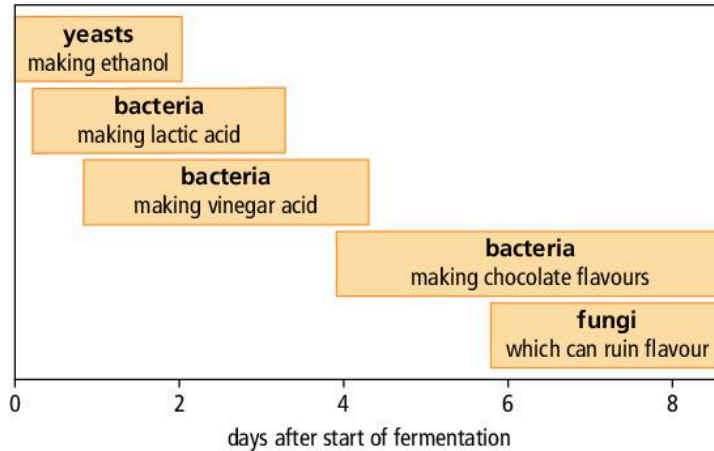 yeasts
making ethanol
bacteria
making lactic acid
bacteria
making vinegar acid
bacteria
making chocolate flavours
fungi
which can ruin flavour
0 2 4 6 8
days after start of fermentation